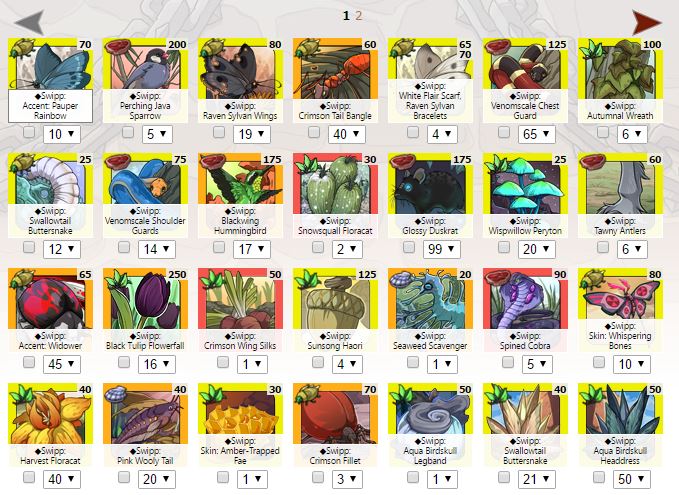 1 2
70 200 80 60 65 125 100
70
◆Swipp: ◆Swipp: ◆Swipp: ◆Swipp: ◆Swipp: ◆Swipp: ◆Swipp:
Accent: Pauper Perching Java Raven Sylvan Wings Crimson Tail Bangle White Flair Scarf, Venomscale Chest Autumnal Wreath
Rainbow Sparrow Raven Sylvan Guard
Bracelets
10 ▼ 5 ▼ 19 ▼ 40 ▼ 4 ▼ 65 ▼ 6 ▼
25 75 175 30 175 25 60
◆Swipp: ◆Swipp: ◆Swipp: ◆Swipp: ◆Swipp: ◆Swipp: ◆Swipp:
Swallowtail Venomscale Shoulder Blackwing Snowsquall Floracat Glossy Duskrat Wispwillow Peryton Tawny Antlers
Buttersnake Guards Hummingbird
12 ▼ 14 ▼ 17 ▼ 2 ▼ 99 ▼ 20 ▼ 6 ▼
65 250 50 125 20 90 80
◆Swipp: ◆Swipp: ◆Swipp: ◆Swipp: ◆Swipp: ◆Swipp: ◆Swipp:
Accent: Widower Black Tulip Flowerfall Crimson Wing Silks Sunsong Haori Seaweed Scavenger Spined Cobra Skin: Whispering
Bones
45 ▼ 16 ▼ 1 ▼ 4 ▼ 1 ▼ 5 ▼ 10 ▼
40 40 30 70 50 40 50
◆Swipp: ◆Swipp: ◆Swipp: ◆Swipp: ◆Swipp: ◆Swipp: ◆Swipp:
Harvest Floracat Pink Wooly Tail Skin: Amber-Trapped Crimson Fillet Aqua Birdskull Swallowtail Aqua Birdskull
Fae Legband Buttersnake Headdress
40 ▼ 20 ▼ 1 ▼ 3 ▼ 1 ▼ 21 ▼ 50 ▼